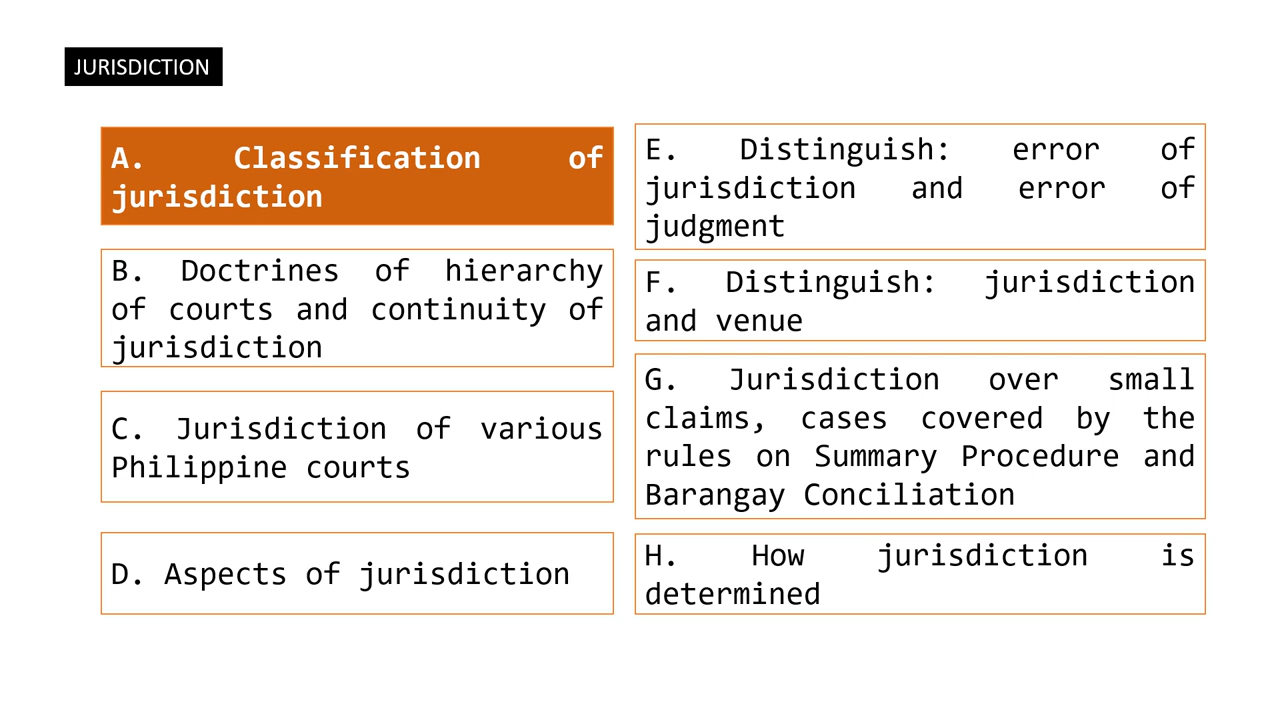 JURISDICTION
A. Classification of
jurisdiction
B. Doctrines of hierarchy
of courts and continuity of
jurisdiction
C. Jurisdiction of various
Philippine courts
D. Aspects of jurisdiction
E. Distinguish: error of
jurisdiction and error of
judgment
F. Distinguish: jurisdiction
and venue
G. Jurisdiction over small
claims, cases covered by the
rules on Summary Procedure and
Barangay Conciliation
H. How jurisdiction is
determined